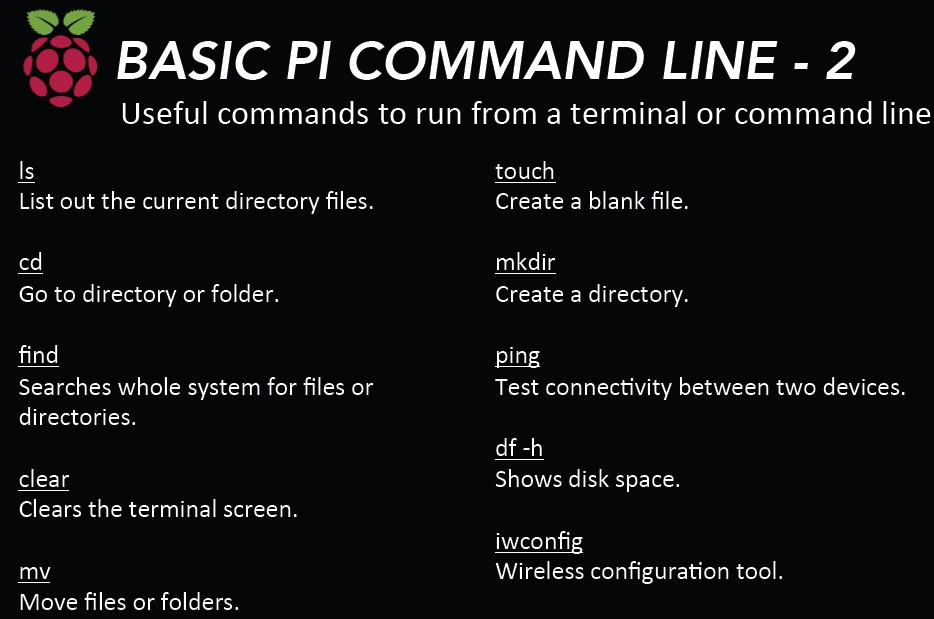 BASIC PI COMMAND LINE - 2
Useful commands to run from a terminal or command line
ls
List out the current directory files.
cd
Go to directory or folder.
find
Searches whole system for files or
directories.
clear
Clears the terminal screen.
mv
Move files or folders.
touch
Create a blank file.
mkdir
Create a directory.
ping
Test connectivity between two devices.
df -h
Shows disk space.
iwconfig
Wireless configuration tool.